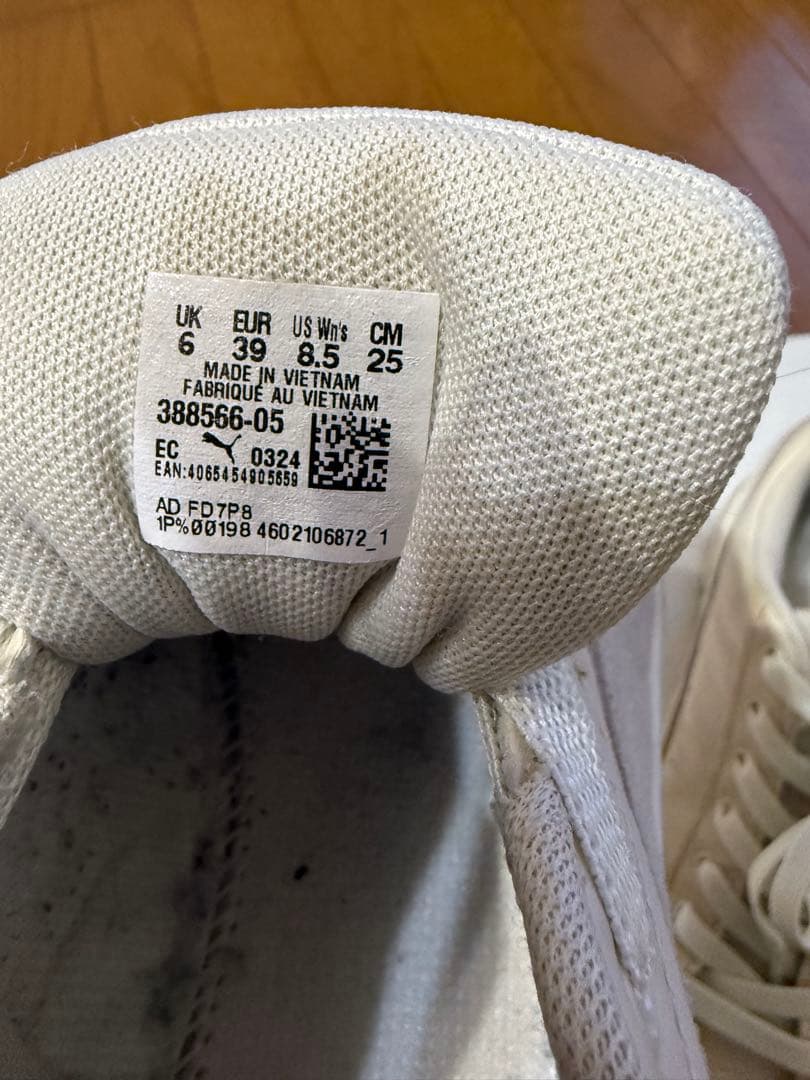 UK EUR US Wn's CM
6 39 8.5 25
MADE IN VIETNAM
FABRIQUÉ AU VIETNAM
388566-05
EC 0324
EAN:4065454905659
AD FD7P8
1P%00198 4602106872_1